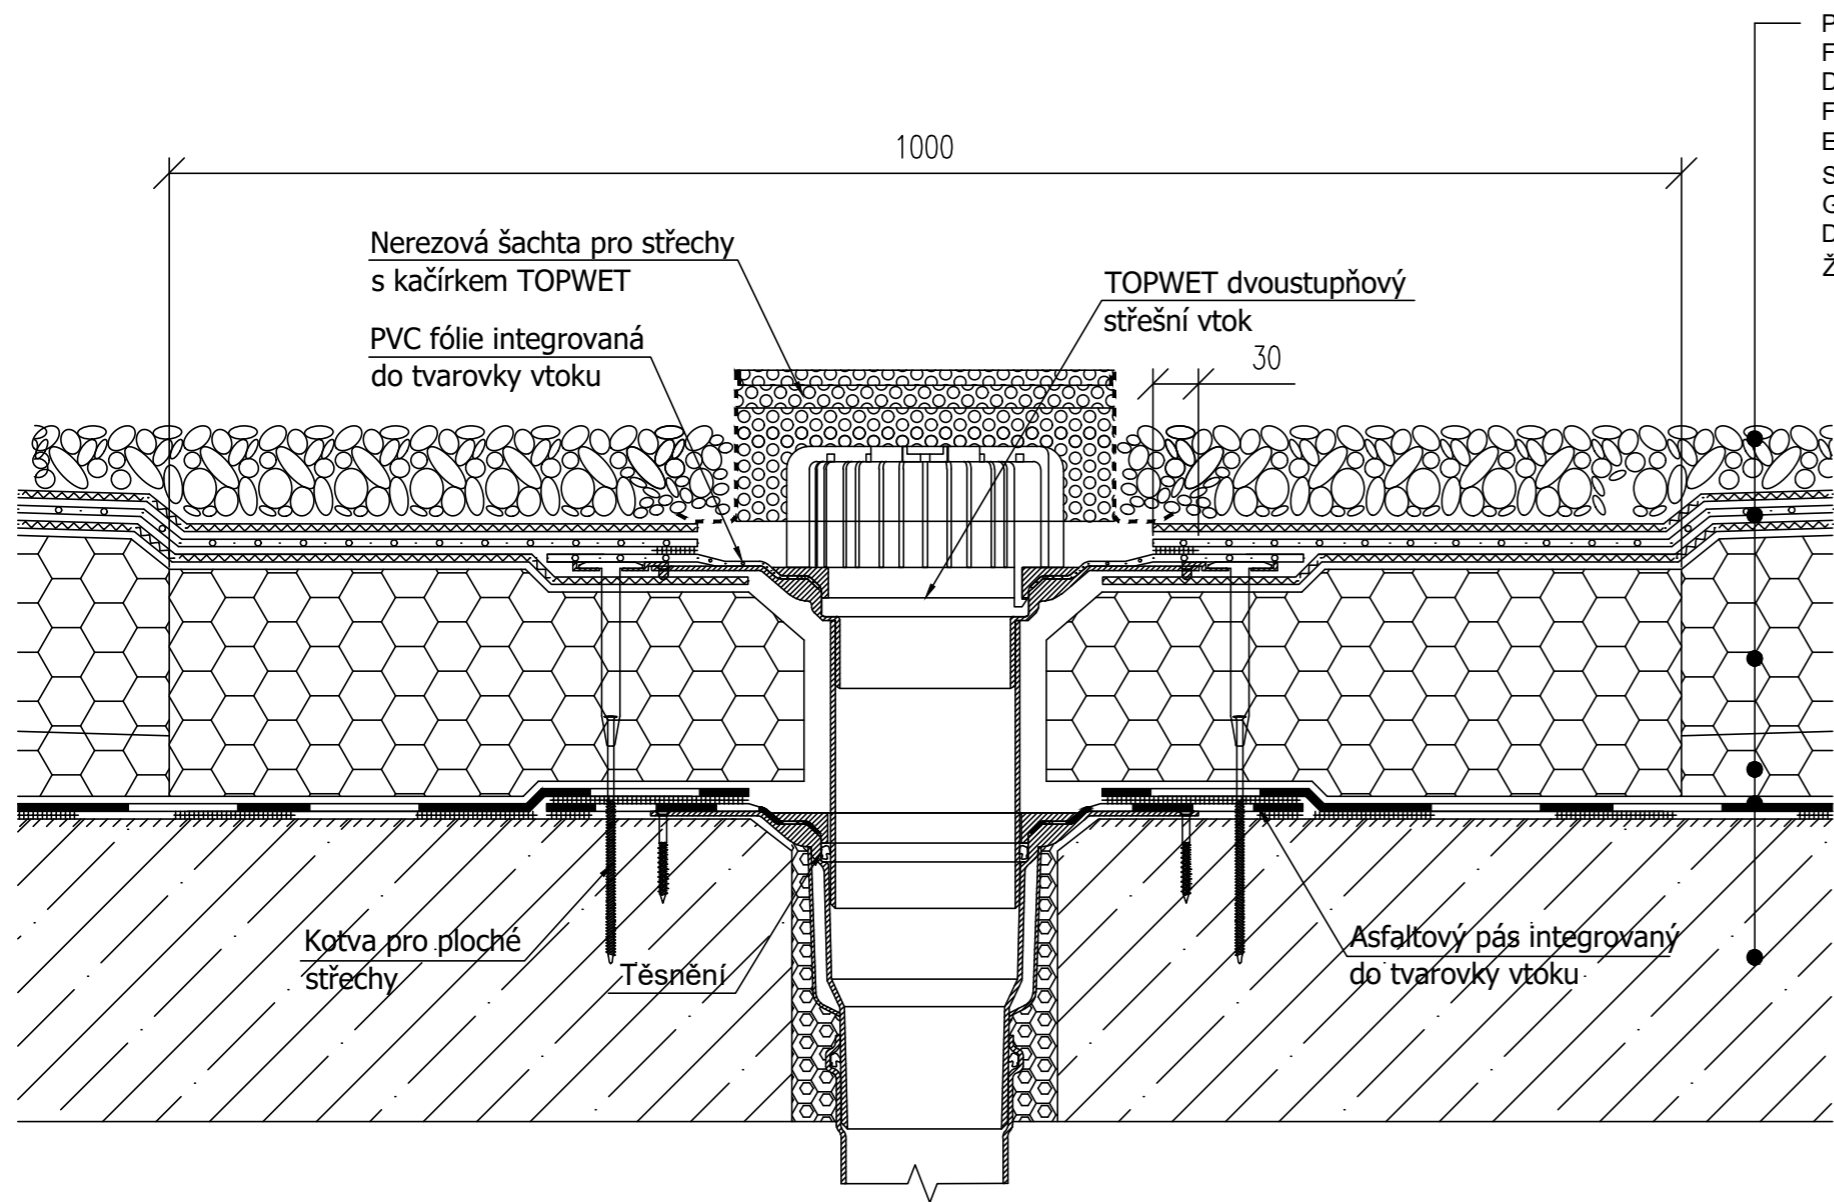 1000
Nerezová šachta pro střechy
s kačírkem TOPWET
TOPWET dvoustupňový
střešní vtok
PVC fólie integrovaná
do tvarovky vtoku
30
Kotva pro ploché
střechy
Těsnění
Asfaltový pás integrovaný
do tvarovky vtoku